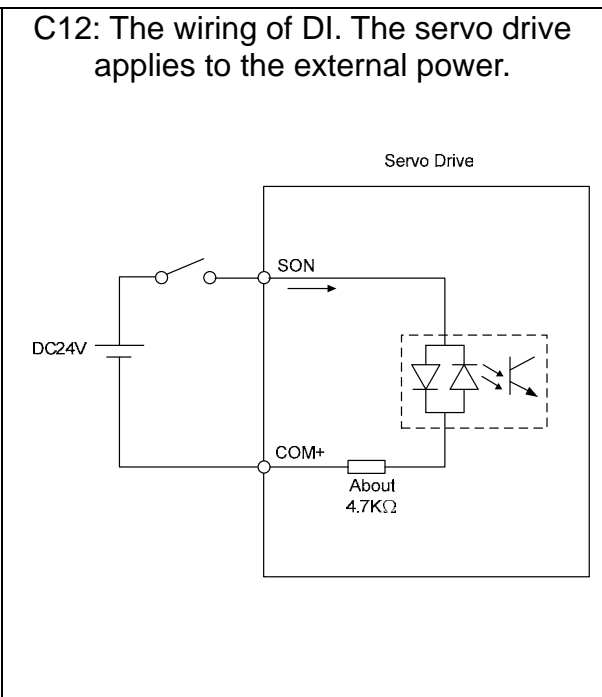 C12: The wiring of DI. The servo drive
applies to the external power.
Servo Drive
SON
DC24V
COM+
About
4.7KΩ